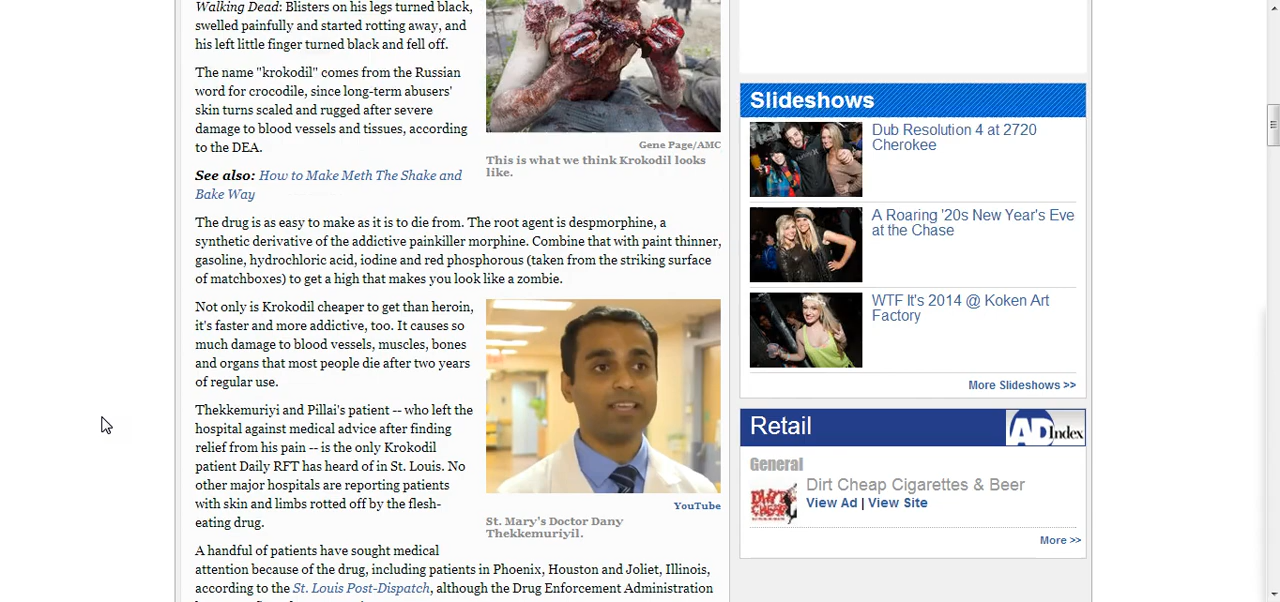 Walking Dead: Blisters on his legs turned black,
swelled painfully and started rotting away, and
his left little finger turned black and fell off.
The name "krokodil" comes from the Russian
word for crocodile, since long-term abusers'
skin turns scaled and rugged after severe
damage to blood vessels and tissues, according
to the DEA.
Gene Page/AMC
This is what we think Krokodil looks
like.
See also: How to Make Meth The Shake and
Bake Way
The drug is as easy to make as it is to die from. The root agent is despmorphine, a
synthetic derivative of the addictive painkiller morphine. Combine that with paint thinner,
gasoline, hydrochloric acid, iodine and red phosphorous (taken from the striking surface
of matchboxes) to get a high that makes you look like a zombie.
Not only is Krokodil cheaper to get than heroin,
it's faster and more addictive, too. It causes so
much damage to blood vessels, muscles, bones
and organs that most people die after two years
of regular use.
Thekkemuriyi and Pillai's patient -- who left the
hospital against medical advice after finding
relief from his pain -- is the only Krokodil
patient Daily RFT has heard of in St. Louis. No
other major hospitals are reporting patients
with skin and limbs rotted off by the flesh-
eating drug.
YouTube
St. Mary's Doctor Dany
Thekkemuriyil.
A handful of patients have sought medical
attention because of the drug, including patients in Phoenix, Houston and Joliet, Illinois,
according to the St. Louis Post-Dispatch, although the Drug Enforcement Administration
Slideshows
Dub Resolution 4 at 2720
Cherokee
A Roaring '20s New Year's Eve
at the Chase
WTF It's 2014 @ Koken Art
Factory
More Slideshows >>
Retail
AD Index
General
DIRT CHEAP
Dirt Cheap Cigarettes & Beer
View Ad | View Site
More >>